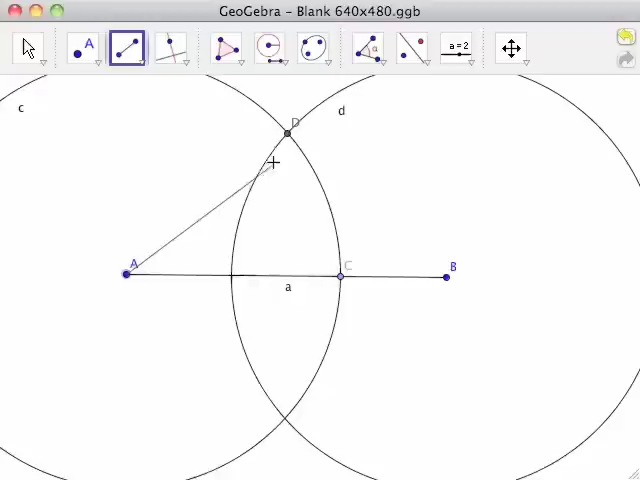 GeoGebra – Blank 640x480.ggb
A
α
a = 2
c
d
D
A
C
B
a